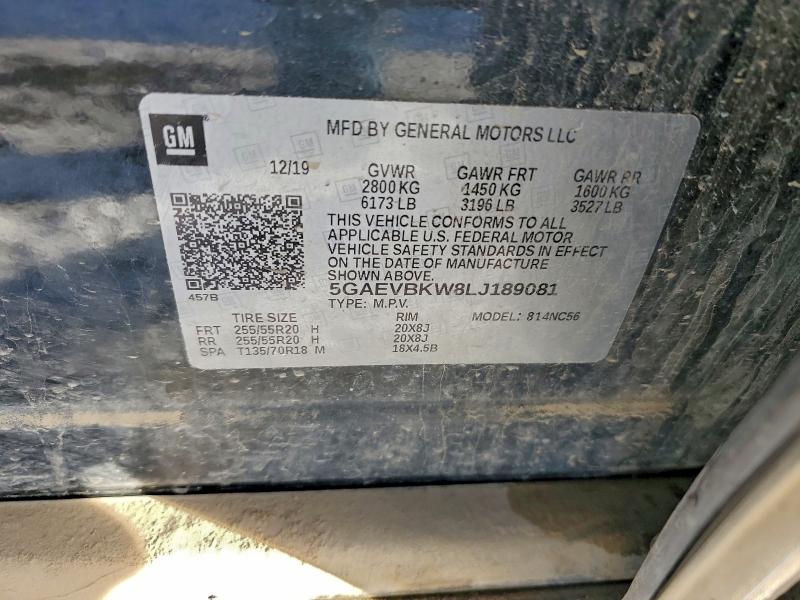 GM
MFD BY GENERAL MOTORS LLC
12/19 GVWR GAWR FRT GAWR RR
2800 KG 1450 KG 1600 KG
6173 LB 3196 LB 3527 LB
THIS VEHICLE CONFORMS TO ALL
APPLICABLE U.S. FEDERAL MOTOR
VEHICLE SAFETY STANDARDS IN EFFECT
ON THE DATE OF MANUFACTURE
SHOWN ABOVE.
457B
5GAEVBKW8LJ189081
TYPE: M.P.V.
TIRE SIZE RIM MODEL: 814NC56
FRT 255/55R20 H 20X8J
RR 255/55R20 H 20X8J
SPA T135/70R18 M 18X4.5B